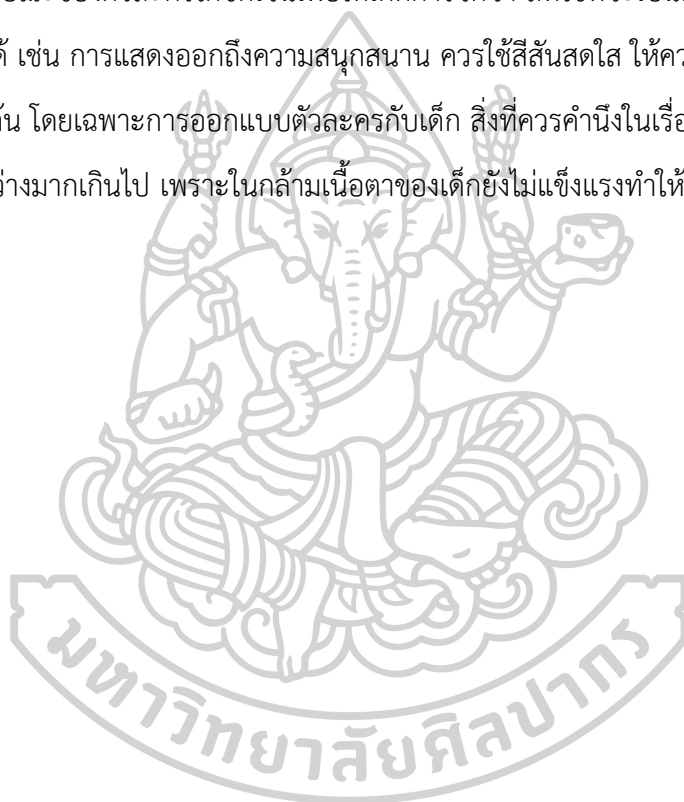 ด้ เช่น การแสดงออกถึงความสนุกสนาน ควรใช้สีสันสดใส ให้คว
ัน โดยเฉพาะการออกแบบตัวละครกับเด็ก สิ่งที่ควรคำนึงในเรื่อ
ว่างมากเกินไป เพราะในกล้ามเนื้อตาของเด็กยังไม่แข็งแรงทำให้
มหาวิทยาลัยศิลปากร